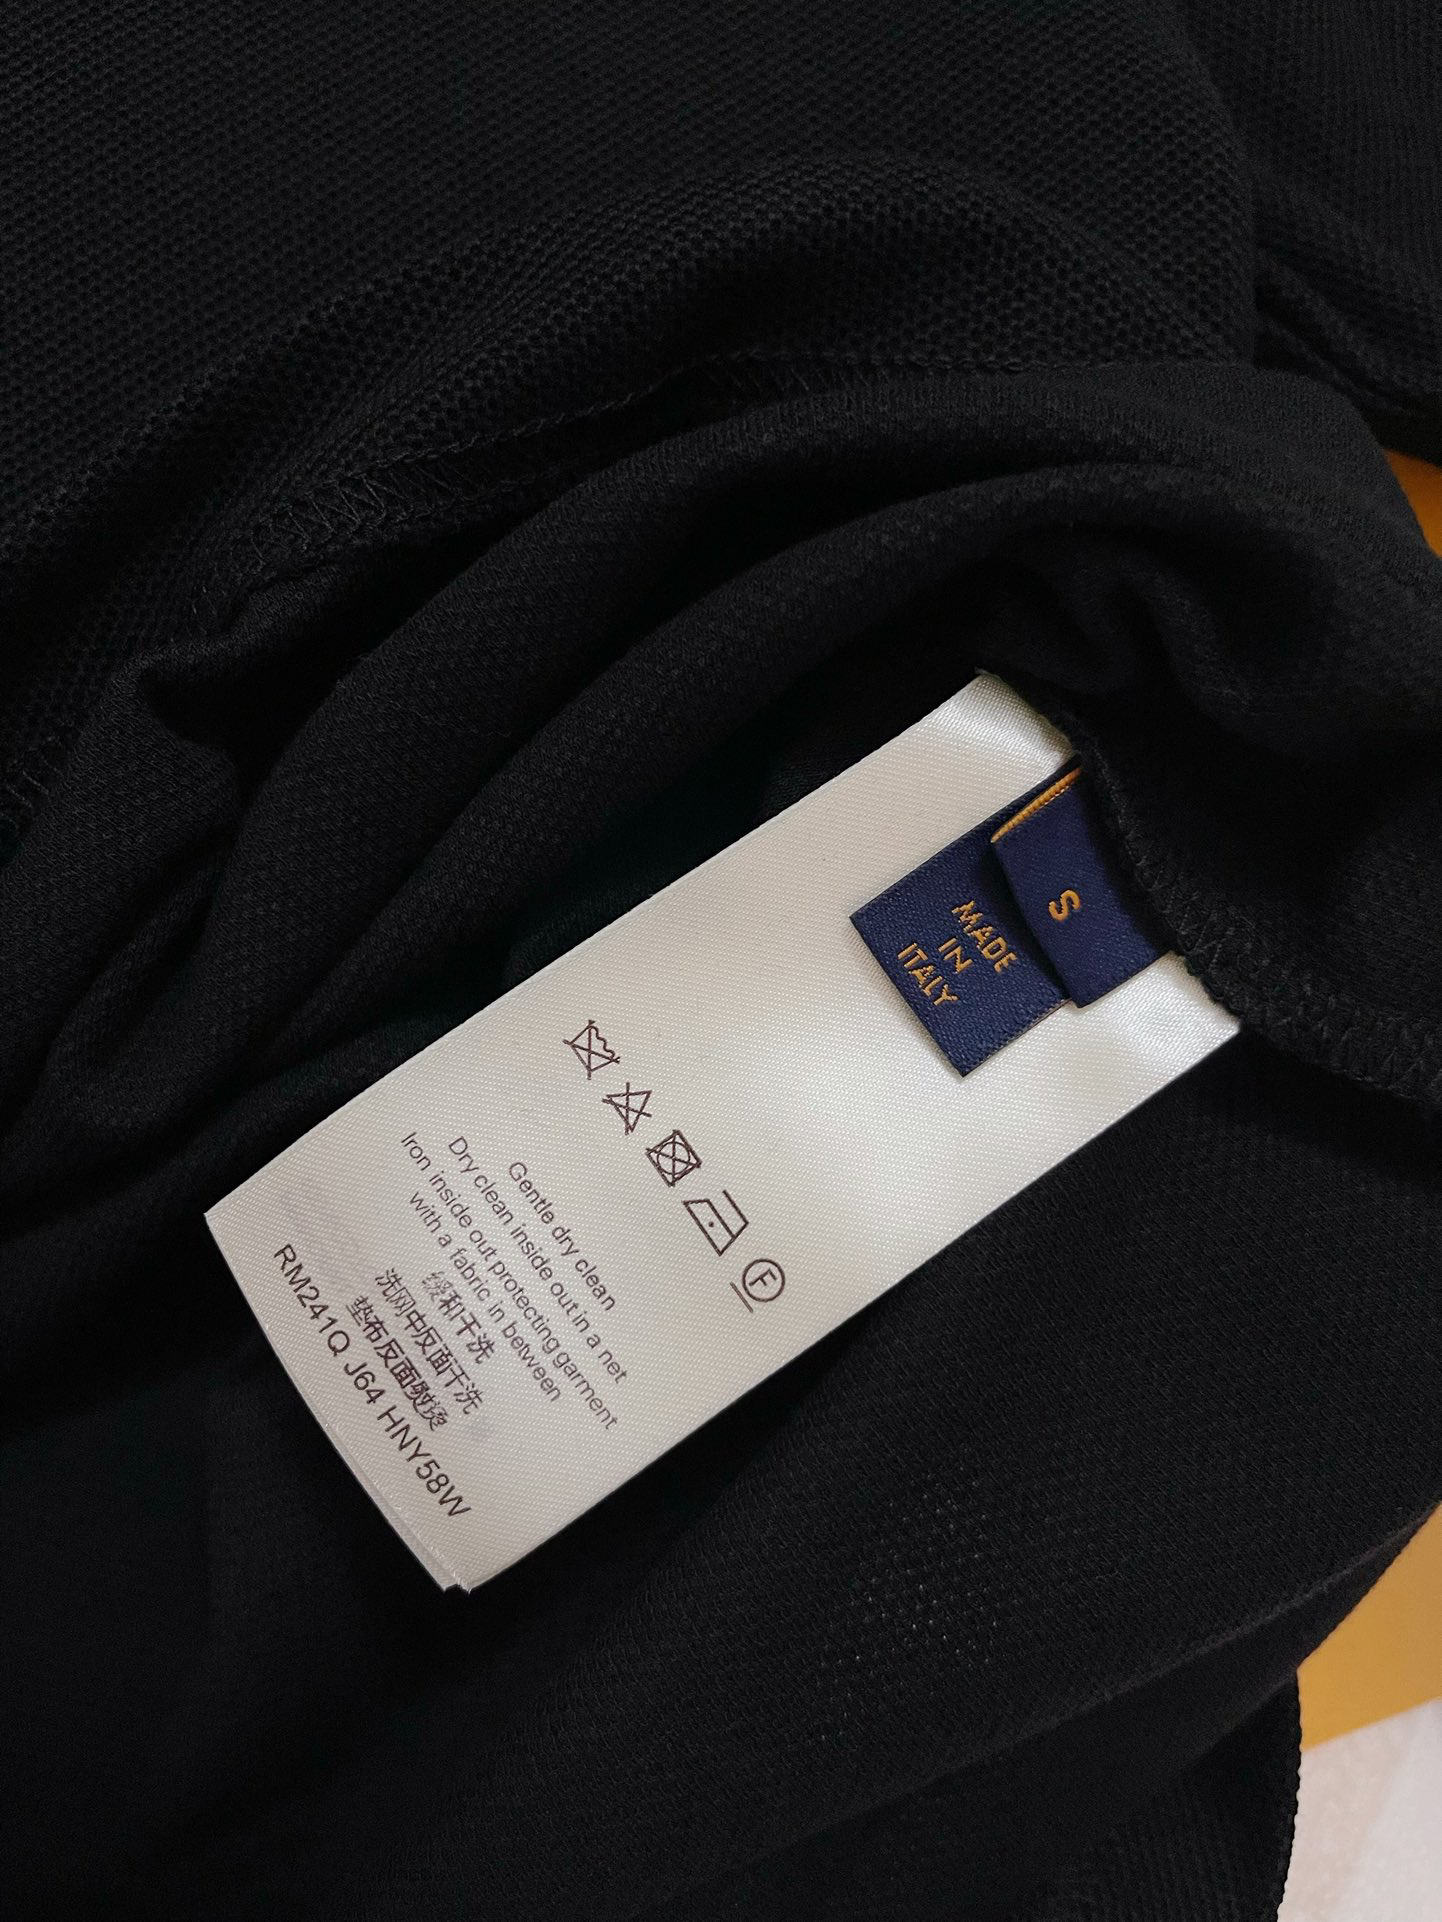 S
MADE
IN
ITALY
F
Gentle dry clean
Dry clean inside out in a net
Iron inside out protecting garment
with a fabric in between
缓和干洗
洗网中反面干洗
垫布反面熨烫
RM241Q J64 HNY58W